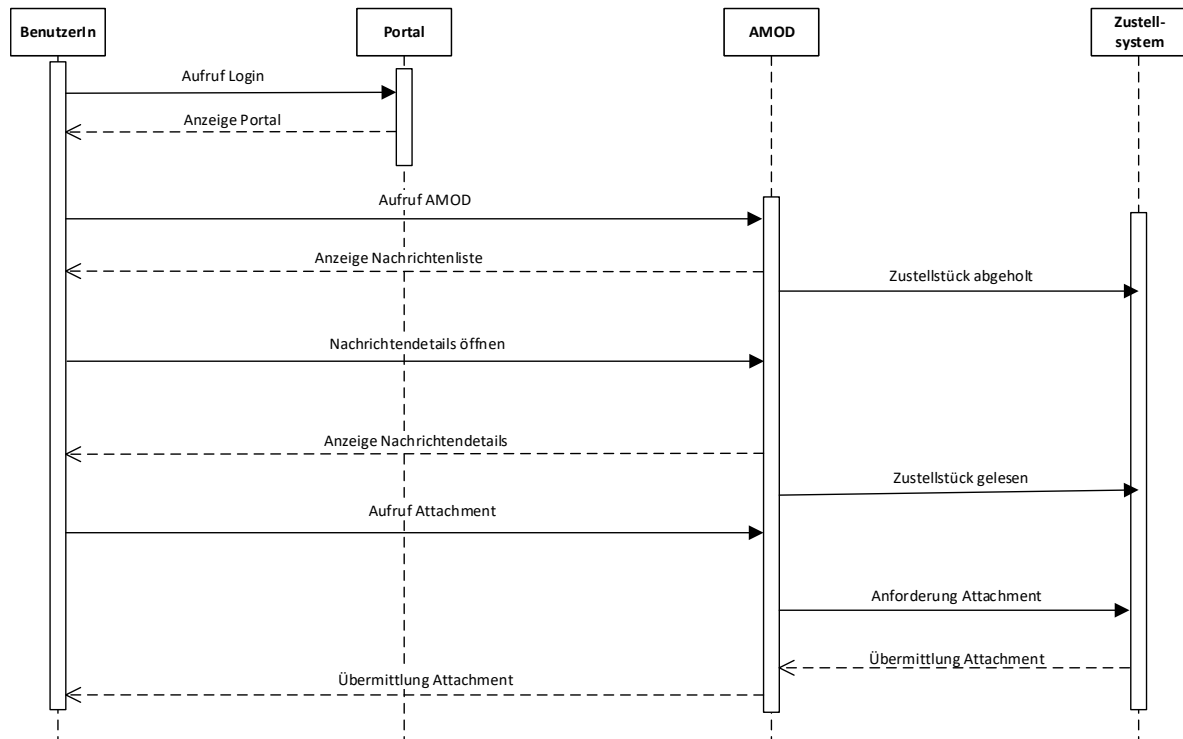 BenutzerIn
Portal
AMOD
Zustell-
system
Aufruf Login
Anzeige Portal
Aufruf AMOD
Anzeige Nachrichtenliste
Zustellstück abgeholt
Nachrichtendetails öffnen
Anzeige Nachrichtendetails
Zustellstück gelesen
Aufruf Attachment
Anforderung Attachment
Übermittlung Attachment
Übermittlung Attachment